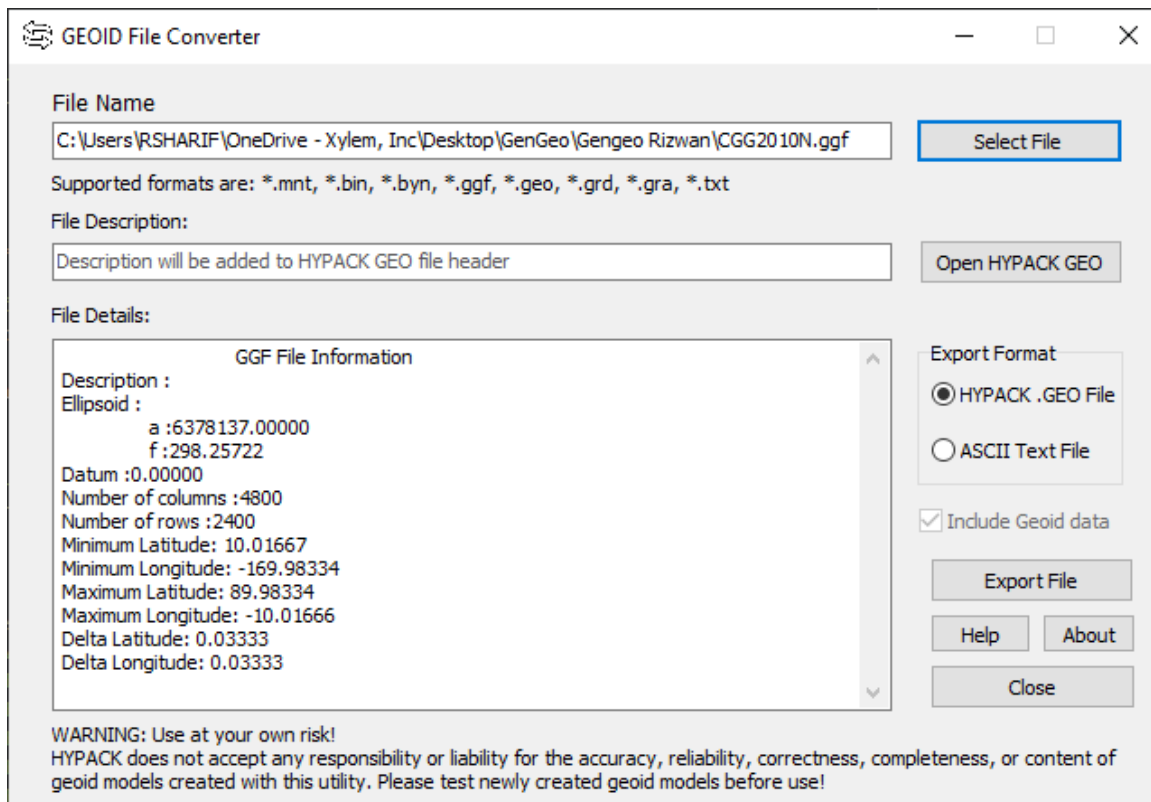 GEOID File Converter
File Name
C:\Users\RSHARIF\OneDrive - Xylem, Inc\Desktop\GenGeo\Gengeo Rizwan\CGG2010N.ggf
Select File
Supported formats are: *.mnt, *.bin, *.byn, *.ggf, *.geo, *.grd, *.gra, *.txt
File Description:
Description will be added to HYPACK GEO file header
Open HYPACK GEO
File Details:
GGF File Information
Description :
Ellipsoid :
a :6378137.00000
f :298.25722
Datum :0.00000
Number of columns :4800
Number of rows :2400
Minimum Latitude: 10.01667
Minimum Longitude: -169.98334
Maximum Latitude: 89.98334
Maximum Longitude: -10.01666
Delta Latitude: 0.03333
Delta Longitude: 0.03333
Export Format
HYPACK .GEO File
ASCII Text File
Include Geoid data
Export File
Help
About
Close
WARNING: Use at your own risk!
HYPACK does not accept any responsibility or liability for the accuracy, reliability, correctness, completeness, or content of
geoid models created with this utility. Please test newly created geoid models before use!